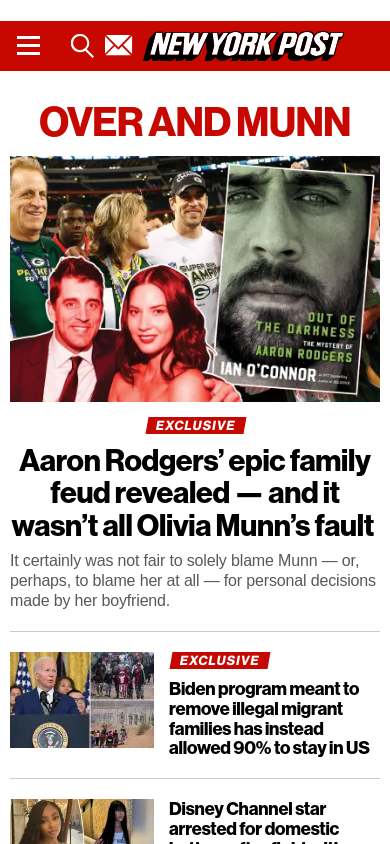 NEW YORK POST
OVER AND MUNN
SUPER BOWL
OUT OF
THE DARKNESS
THE MYSTERY OF
AARON RODGERS
IAN O'CONNOR
EXCLUSIVE
Aaron Rodgers’ epic family
feud revealed — and it
wasn’t all Olivia Munn’s fault
It certainly was not fair to solely blame Munn — or,
perhaps, to blame her at all — for personal decisions
made by her boyfriend.
EXCLUSIVE
Biden program meant to
remove illegal migrant
families has instead
allowed 90% to stay in US
Disney Channel star
arrested for domestic